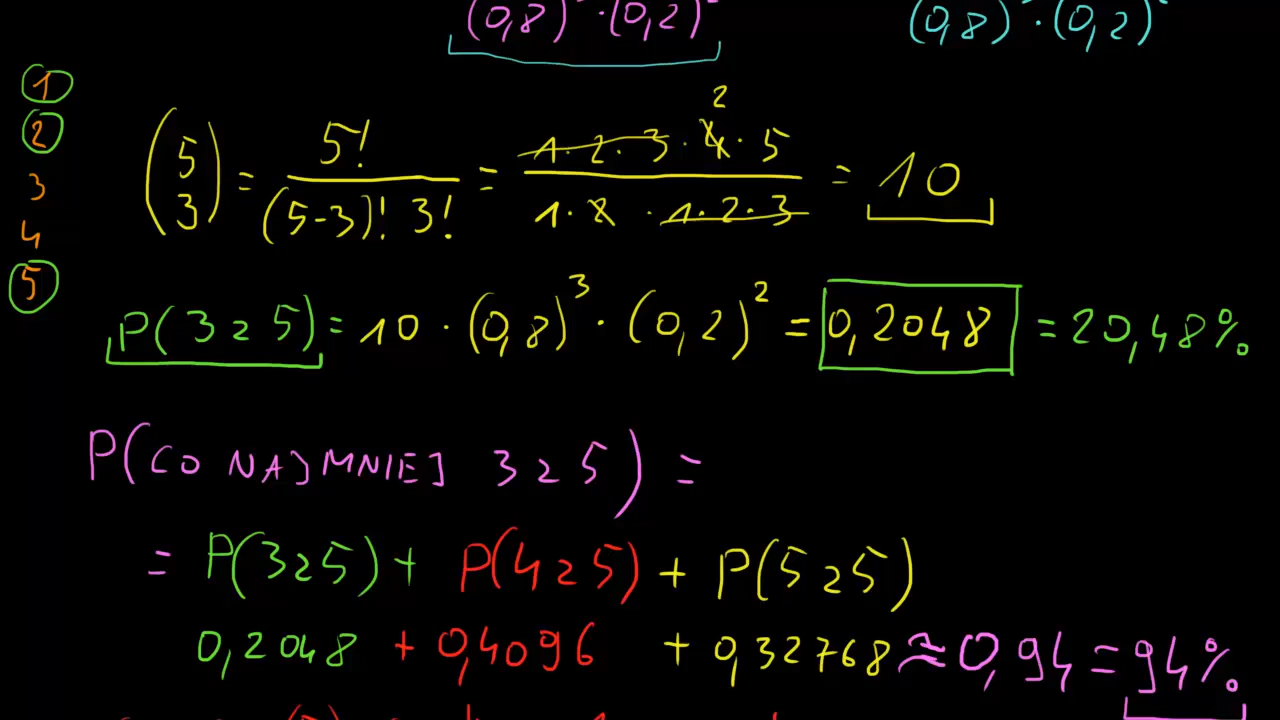 (0,8) · (0,2)
(0,8) · (0,2)
1
2
3
4
5
(5 3) = 5! / (5-3)! 3! = 1·2·3·4·5 / 1·2·1·2·3 = 10
2
P(3 z 5) = 10 · (0,8)³ · (0,2)² = 0,2048 = 20,48%
P(CO NAJMNIEJ 3 z 5) =
= P(3 z 5) + P(4 z 5) + P(5 z 5)
0,2048 + 0,4096 + 0,32768 ≈ 0,94 = 94%